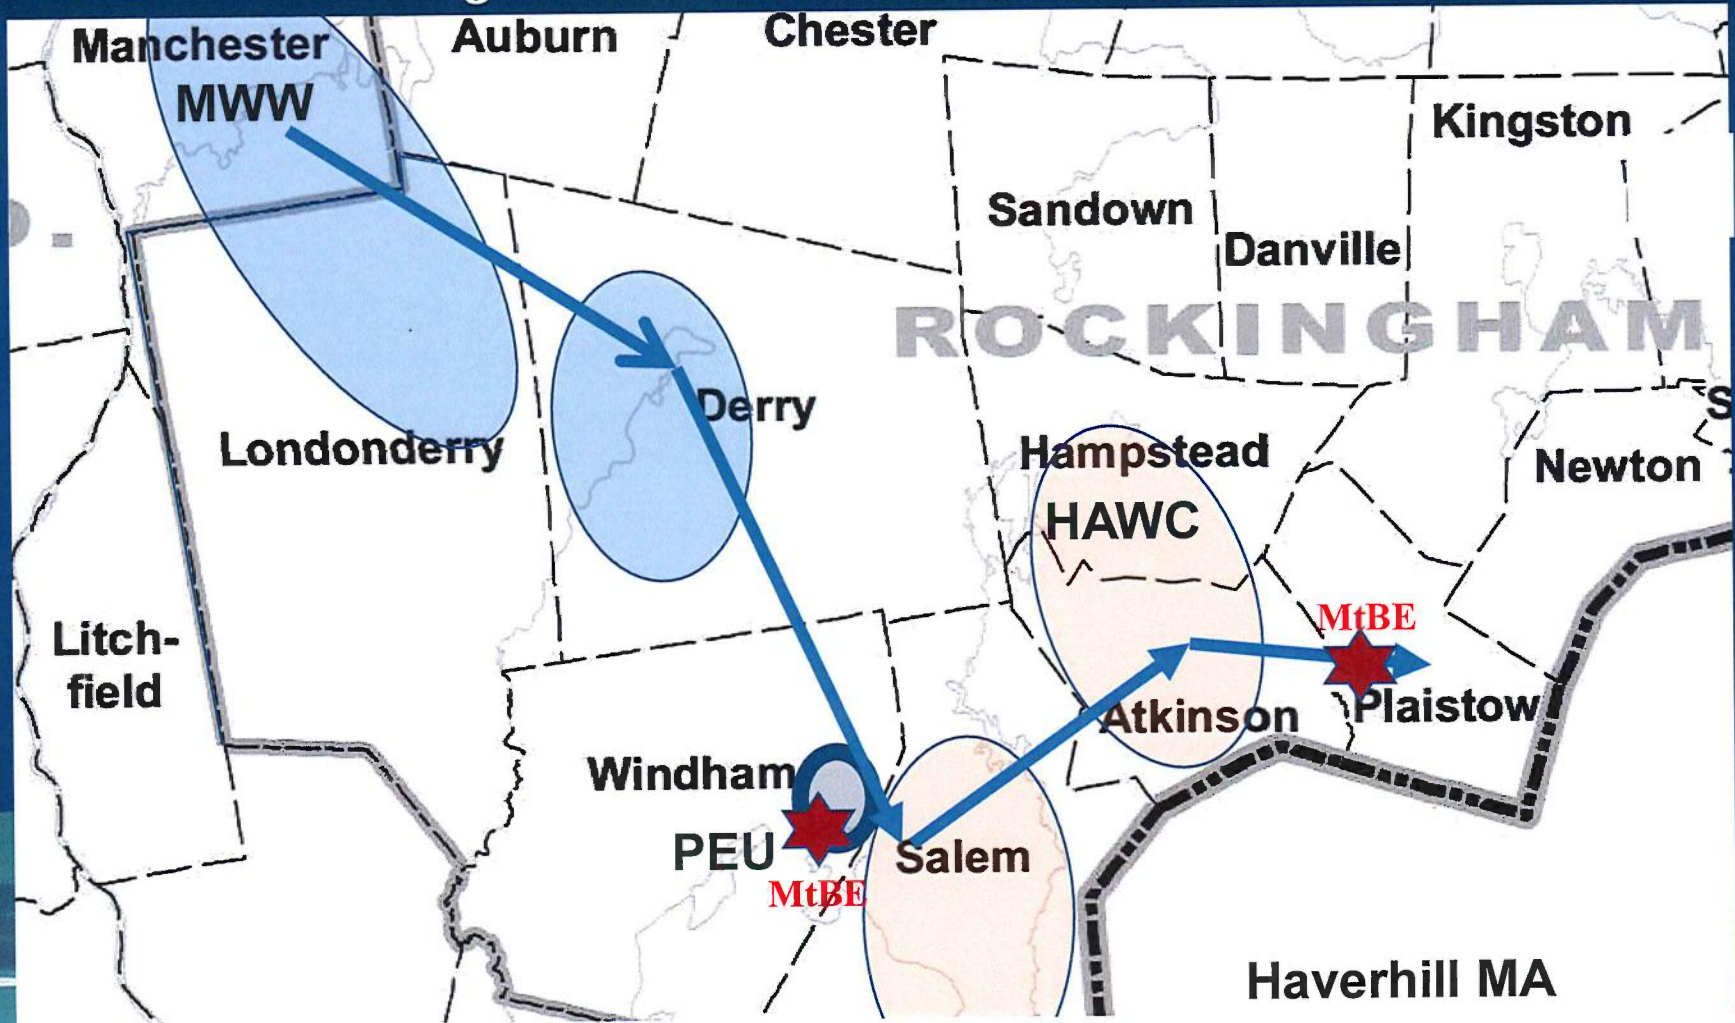 Manchester
Auburn
Chester
MWW
Kingston
Sandown
Danville
ROCKINGHAM
Derry
Londonderry
Hampstead
Newton
HAWC
MtBE
Litch-
field
Atkinson
Plaistow
Windham
PEU
Salem
MtBE
Haverhill MA